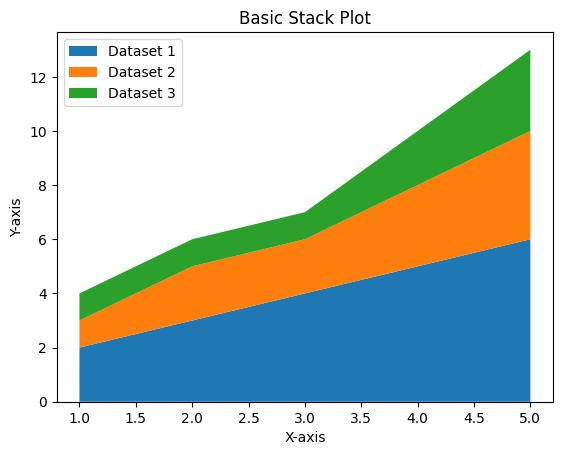 Basic Stack Plot
Dataset 1
Dataset 2
Dataset 3
Y-axis
12
10
8
6
4
2
0
1.0 1.5 2.0 2.5 3.0 3.5 4.0 4.5 5.0
X-axis